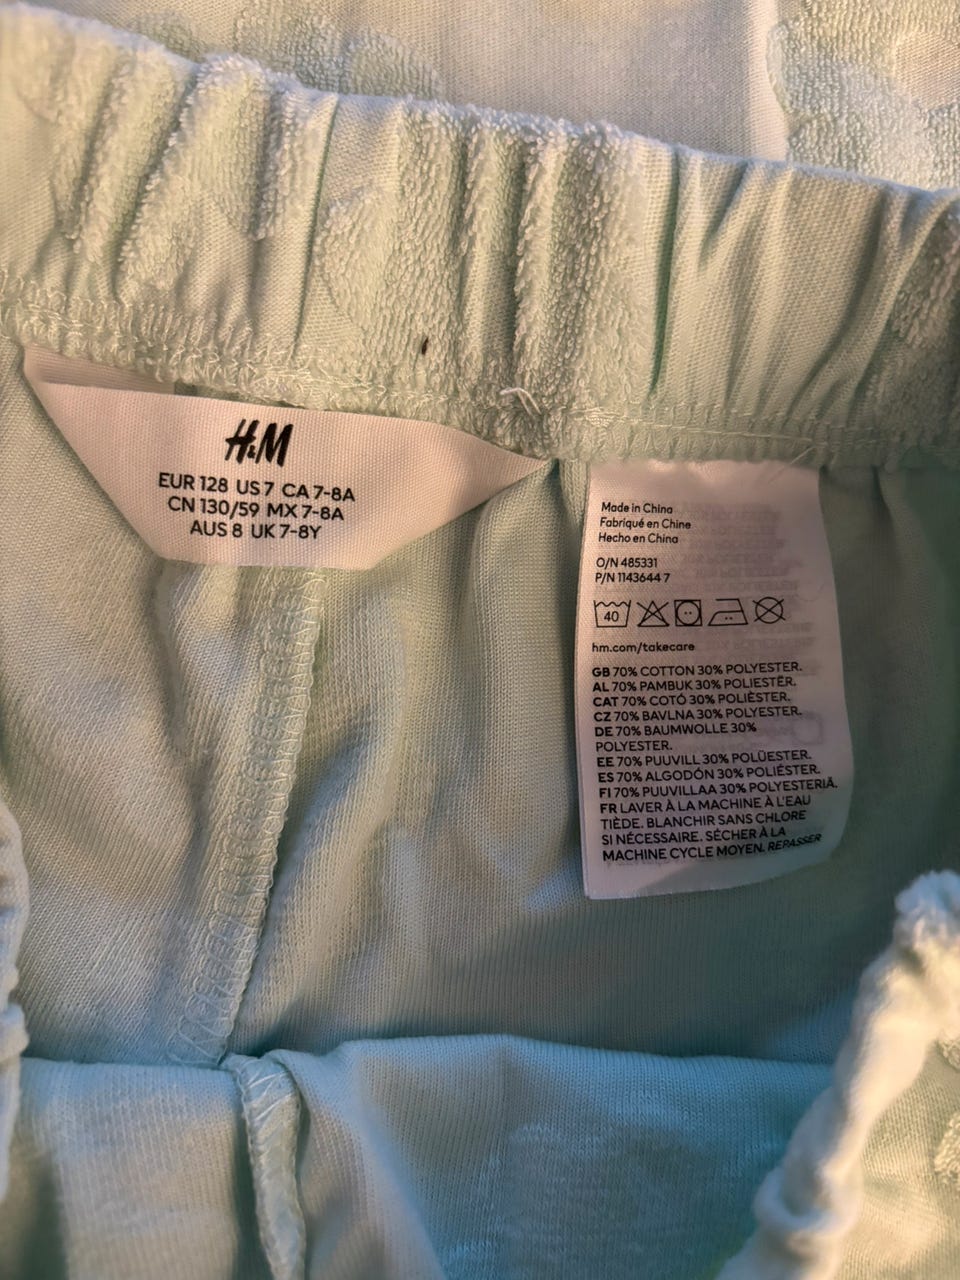 H&M
EUR 128 US 7 CA 7-8A
CN 130/59 MX 7-8A
AUS 8 UK 7-8Y
Made in China
Fabriqué en Chine
Hecho en China
O/N 485331
P/N 1143644 7
40
hm.com/takecare
GB 70% COTTON 30% POLYESTER.
AL 70% PAMBUK 30% POLIESTËR.
CAT 70% COTÓ 30% POLIÈSTER.
CZ 70% BAVLNA 30% POLYESTER.
DE 70% BAUMWOLLE 30%
POLYESTER.
EE 70% PUUVILL 30% POLÜESTER.
ES 70% ALGODÓN 30% POLIÉSTER.
FI 70% PUUVILLAA 30% POLYESTERIÄ.
FR LAVER À LA MACHINE À L'EAU
TIÈDE. BLANCHIR SANS CHLORE
SI NÉCESSAIRE. SÉCHER À LA
MACHINE CYCLE MOYEN. REPASSER